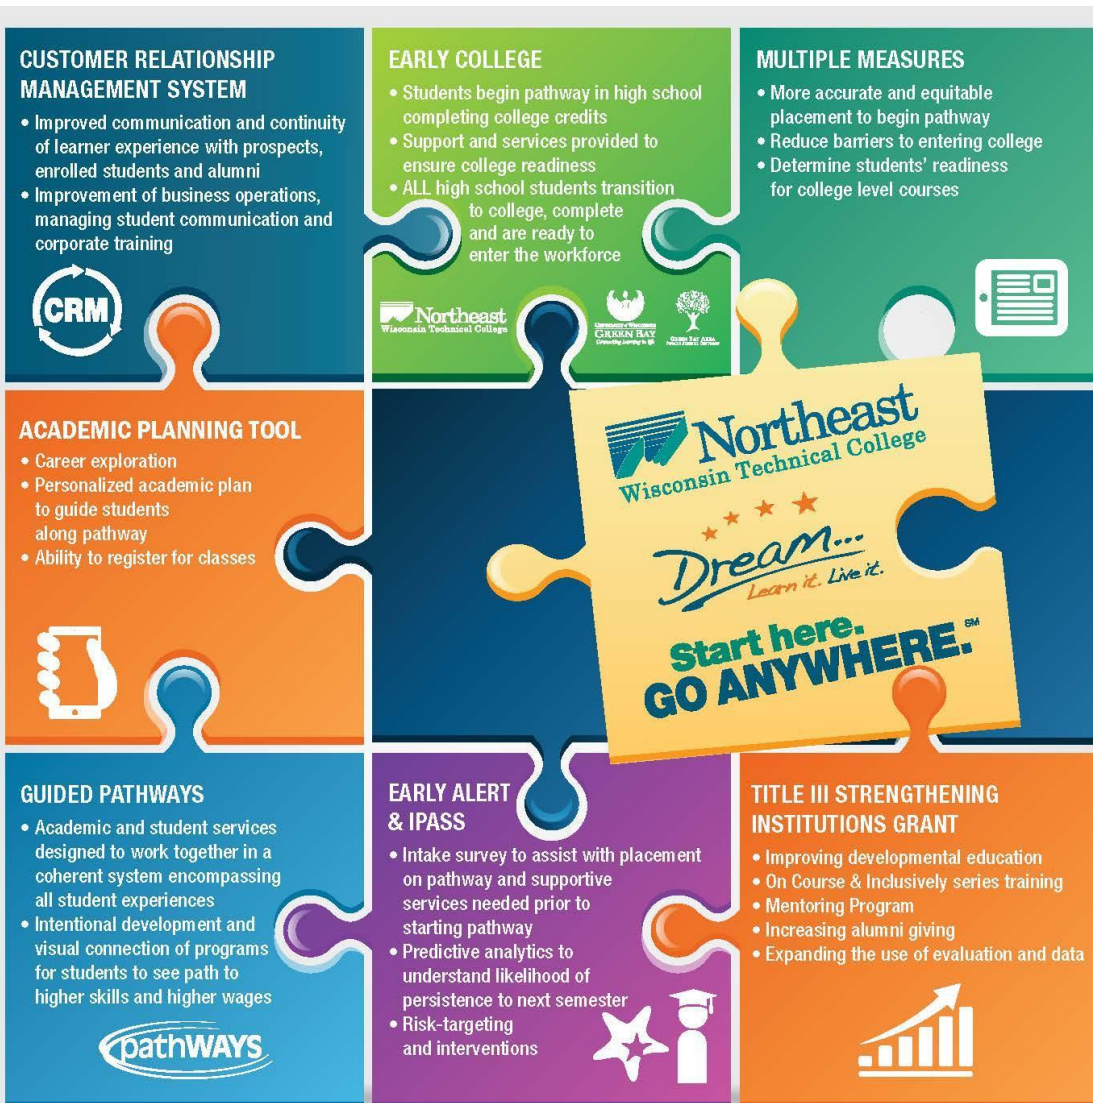 CUSTOMER RELATIONSHIP
MANAGEMENT SYSTEM
• Improved communication and continuity
of learner experience with prospects,
enrolled students and alumni
• Improvement of business operations,
managing student communication and
corporate training
CRM
EARLY COLLEGE
• Students begin pathway in high school
completing college credits
• Support and services provided to
ensure college readiness
• ALL high school students transition
to college, complete
and are ready to
enter the workforce
Northeast
Wisconsin Technical College
University of Wisconsin
GREEN BAY
Connecting learning to life
GREEN BAY AREA
MULTIPLE MEASURES
• More accurate and equitable
placement to begin pathway
• Reduce barriers to entering college
• Determine students' readiness
for college level courses
ACADEMIC PLANNING TOOL
• Career exploration
• Personalized academic plan
to guide students
along pathway
• Ability to register for classes
Northeast
Wisconsin Technical College
Dream...
Learn it. Live it.
Start here.
GO ANYWHERE.℠
GUIDED PATHWAYS
• Academic and student services
designed to work together in a
coherent system encompassing
all student experiences
• Intentional development and
visual connection of programs
for students to see path to
higher skills and higher wages
pathWAYS
EARLY ALERT
& IPASS
• Intake survey to assist with placement
on pathway and supportive
services needed prior to
starting pathway
• Predictive analytics to
understand likelihood of
persistence to next semester
• Risk-targeting
and interventions
TITLE III STRENGTHENING
INSTITUTIONS GRANT
• Improving developmental education
• On Course & Inclusively series training
• Mentoring Program
• Increasing alumni giving
• Expanding the use of evaluation and data